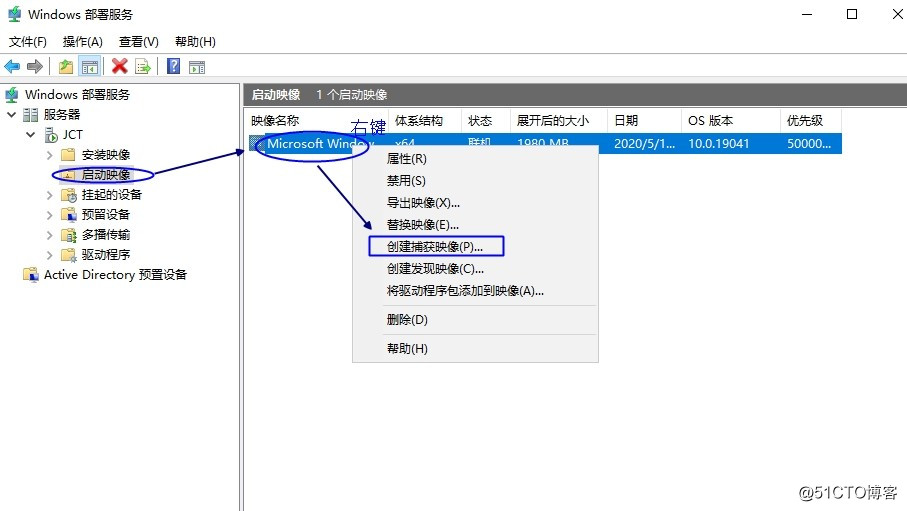 Windows 部署服务
文件(F) 操作(A) 查看(V) 帮助(H)
Windows 部署服务
服务器
JCT
安装映像
启动映像
挂起的设备
预留设备
多播传输
驱动程序
Active Directory 预置设备
启动映像 1 个启动映像
右键
映像名称 体系结构 状态 展开后的大小 日期 OS 版本 优先级
Microsoft Window x64 联机 1980 MB 2020/5/1... 10.0.19041 50000...
属性(R)
禁用(S)
导出映像(X)...
替换映像(E)...
创建捕获映像(P)...
创建发现映像(C)...
将驱动程序包添加到映像(A)...
删除(D)
帮助(H)
@51CTO博客